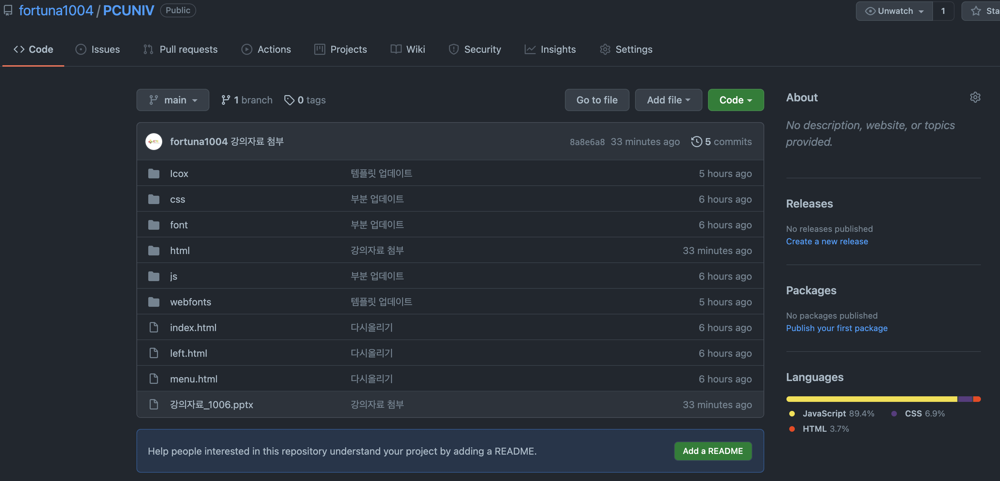 fortuna1004 / PCUNIV Public
Unwatch 1 Sta
Code Issues Pull requests Actions Projects Wiki Security Insights Settings
main 1 branch 0 tags
Go to file Add file Code
fortuna1004 강의자료 첨부 8a8e6a8 33 minutes ago 5 commits
Icox 템플릿 업데이트 5 hours ago
css 부분 업데이트 6 hours ago
font 부분 업데이트 6 hours ago
html 강의자료 첨부 33 minutes ago
js 부분 업데이트 6 hours ago
webfonts 템플릿 업데이트 5 hours ago
index.html 다시올리기 6 hours ago
left.html 다시올리기 6 hours ago
menu.html 다시올리기 6 hours ago
강의자료_1006.pptx 강의자료 첨부 33 minutes ago
Help people interested in this repository understand your project by adding a README.
Add a README
About
No description, website, or topics
provided.
Releases
No releases published
Create a new release
Packages
No packages published
Publish your first package
Languages
JavaScript 89.4% CSS 6.9%
HTML 3.7%